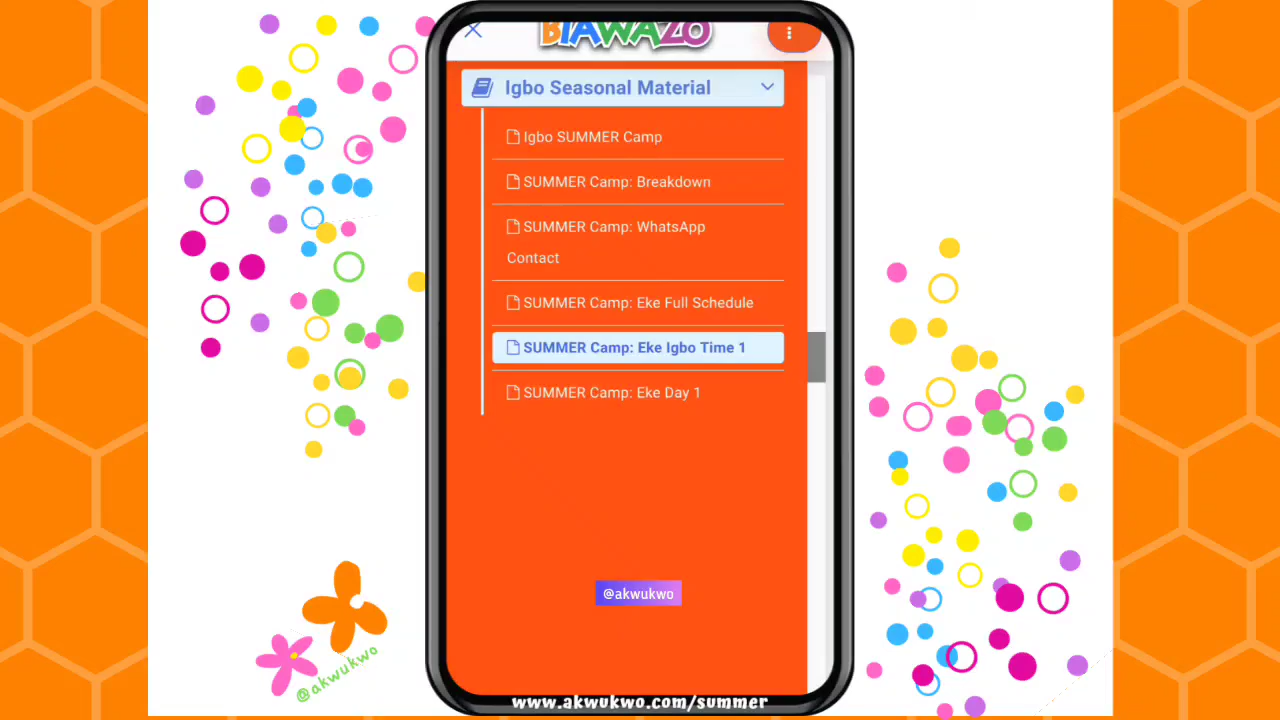 BIAWAZO
Igbo Seasonal Material
Igbo SUMMER Camp
SUMMER Camp: Breakdown
SUMMER Camp: WhatsApp
Contact
SUMMER Camp: Eke Full Schedule
SUMMER Camp: Eke Igbo Time 1
SUMMER Camp: Eke Day 1
@akwukwo
@akwukwo
www.akwukwo.com/summer